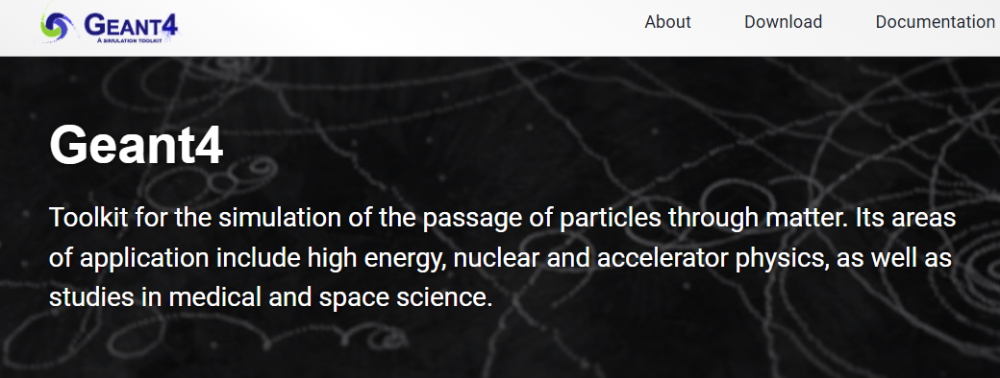 GEANT4
A SIMULATION TOOLKIT
About
Download
Documentation
Geant4
Toolkit for the simulation of the passage of particles through matter. Its areas
of application include high energy, nuclear and accelerator physics, as well as
studies in medical and space science.